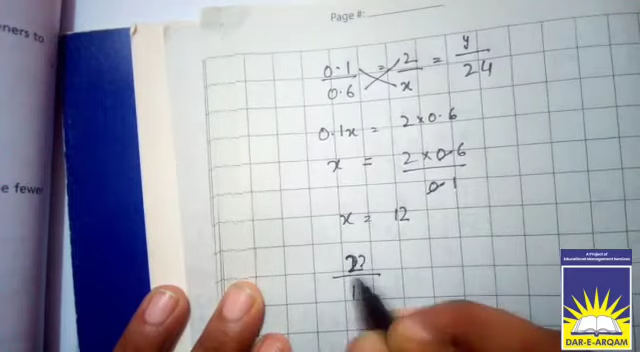 ners to
Page #:
0.1/0.6 = 2/x = y/24
0.1x = 2 × 0.6
x = 2 × 0.6/0.1
e fewer
x = 12
A Project of
Educational Management Services
DAR-E-ARQAM